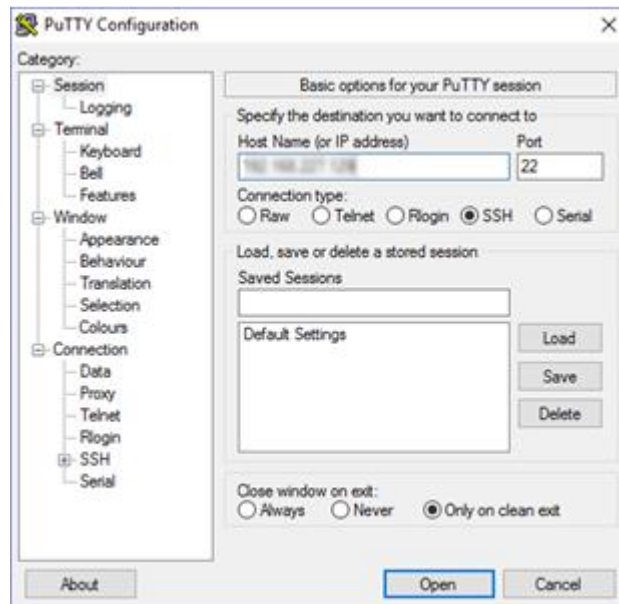 PuTTY Configuration
Category:
Session
Logging
Terminal
Keyboard
Bell
Features
Window
Appearance
Behaviour
Translation
Selection
Colours
Connection
Data
Proxy
Telnet
Rlogin
SSH
Serial
Basic options for your PuTTY session
Specify the destination you want to connect to
Host Name (or IP address) Port
22
Connection type:
Raw Telnet Rlogin SSH Serial
Load, save or delete a stored session
Saved Sessions
Default Settings
Load
Save
Delete
Close window on exit:
Always Never Only on clean exit
About Open Cancel